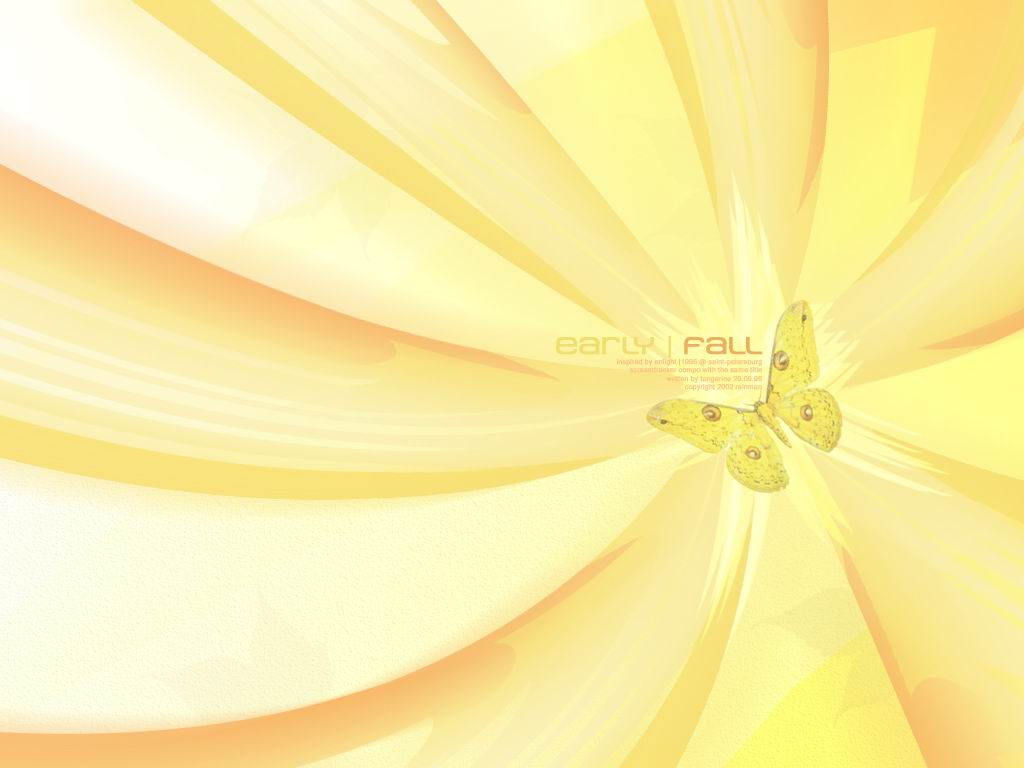 early | fall
inspired by enlight [1996 @ saint-petersburg
screamtracker compo with the same title
written by tangerine 29.09.96
copyright 2002 rainman